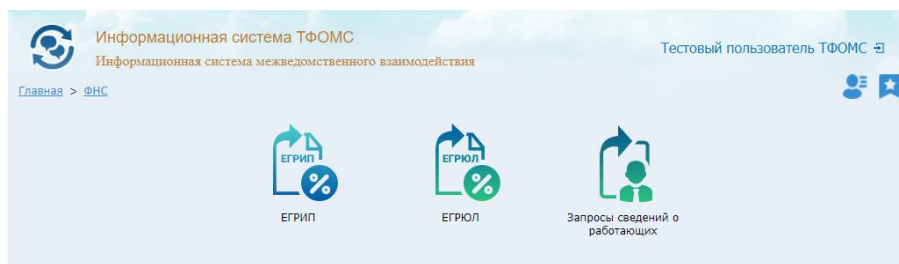 Информационная система ТФОМС
Информационная система межведомственного взаимодействия
Тестовый пользователь ТФОМС
Главная > ФНС
ЕГРИП
ЕГРЮЛ
ЕГРИП
ЕГРЮЛ
Запросы сведений о
работающих